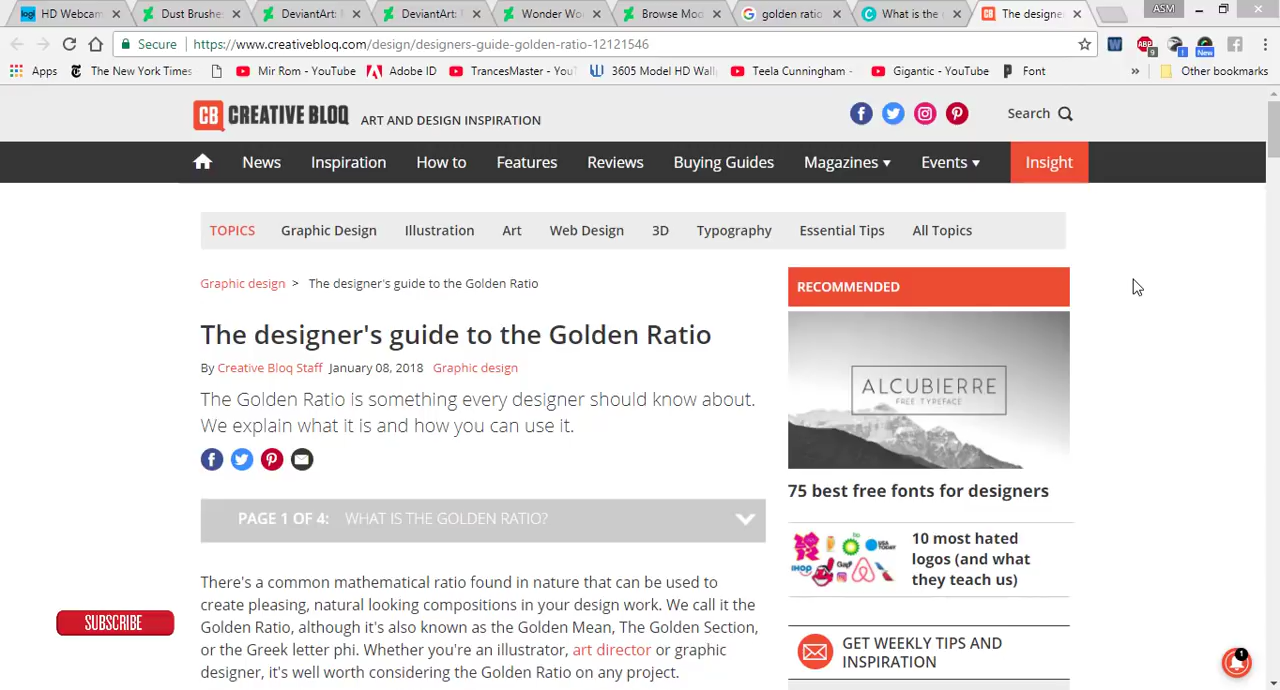 HD Webcam
Dust Brushe
DeviantArt:
DeviantArt:
Wonder Wo
Browse Mod
golden ratio
What is the
The designe
ASM
Secure
https://www.creativebloq.com/design/designers-guide-golden-ratio-12121546
Apps
The New York Times
Mir Rom - YouTube
Adobe ID
TrancesMaster - You
3605 Model HD Wall
Teela Cunningham -
Gigantic - YouTube
Font
»
Other bookmarks
ABP
9
1
New
CB CREATIVE BLOQ ART AND DESIGN INSPIRATION
Search
News Inspiration How to Features Reviews Buying Guides Magazines ▾ Events ▾ Insight
TOPICS Graphic Design Illustration Art Web Design 3D Typography Essential Tips All Topics
Graphic design > The designer's guide to the Golden Ratio
The designer's guide to the Golden Ratio
By Creative Bloq Staff January 08, 2018 Graphic design
The Golden Ratio is something every designer should know about.
We explain what it is and how you can use it.
PAGE 1 OF 4: WHAT IS THE GOLDEN RATIO?
There's a common mathematical ratio found in nature that can be used to
create pleasing, natural looking compositions in your design work. We call it the
Golden Ratio, although it's also known as the Golden Mean, The Golden Section,
or the Greek letter phi. Whether you're an illustrator, art director or graphic
designer, it's well worth considering the Golden Ratio on any project.
SUBSCRIBE
RECOMMENDED
ALCUBIERRE
FREE TYPEFACE
75 best free fonts for designers
10 most hated
logos (and what
they teach us)
GET WEEKLY TIPS AND
INSPIRATION
1